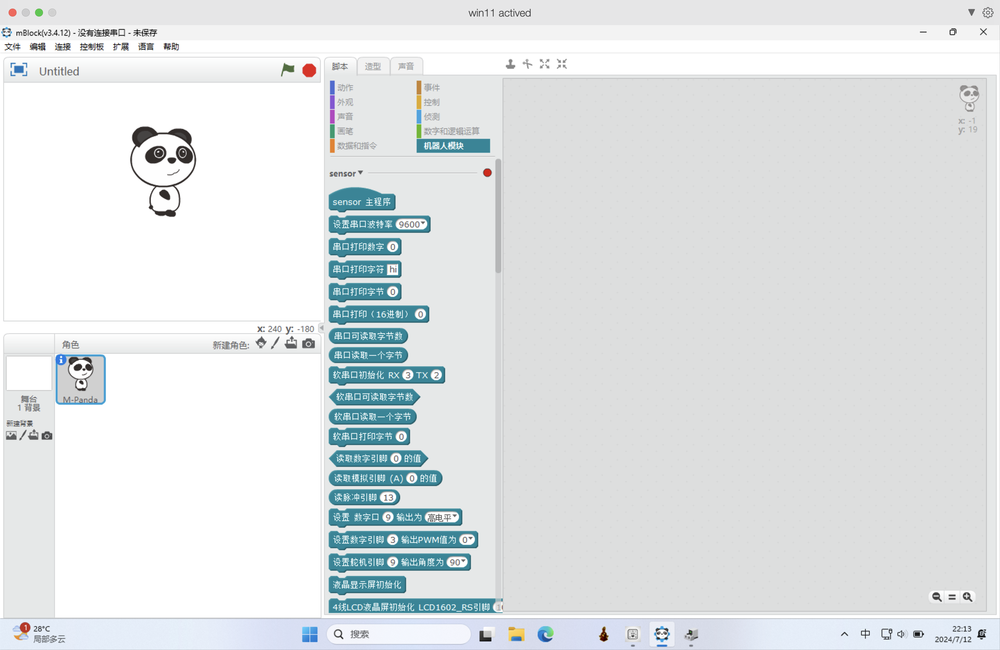 win11 actived
mBlock(v3.4.12) - 没有连接串口 - 未保存
文件 编辑 连接 控制板 扩展 语言 帮助
Untitled
x: 240 y: -180
角色
新建角色:
M-Panda
舞台
1 背景
新建背景
脚本 造型 声音
动作 事件
外观 控制
声音 侦测
画笔 数字和逻辑运算
数据和指令 机器人模块
sensor
sensor 主程序
设置串口波特率 9600
串口打印数字 0
串口打印字符 hi
串口打印字节 0
串口打印（16进制） 0
串口可读取字节数
串口读取一个字节
软串口初始化 RX 3 TX 2
软串口可读取字节数
软串口读取一个字节
软串口打印字节 0
读取数字引脚 0 的值
读取模拟引脚 (A) 0 的值
读脉冲引脚 13
设置 数字口 9 输出为 高电平
设置数字引脚 3 输出PWM值为 0
设置舵机引脚 9 输出角度为 90
液晶显示屏初始化
4线LCD液晶屏初始化 LCD1602_RS引脚
x: -1
y: 19
1
28°C
局部多云
搜索
中
22:13
2024/7/12